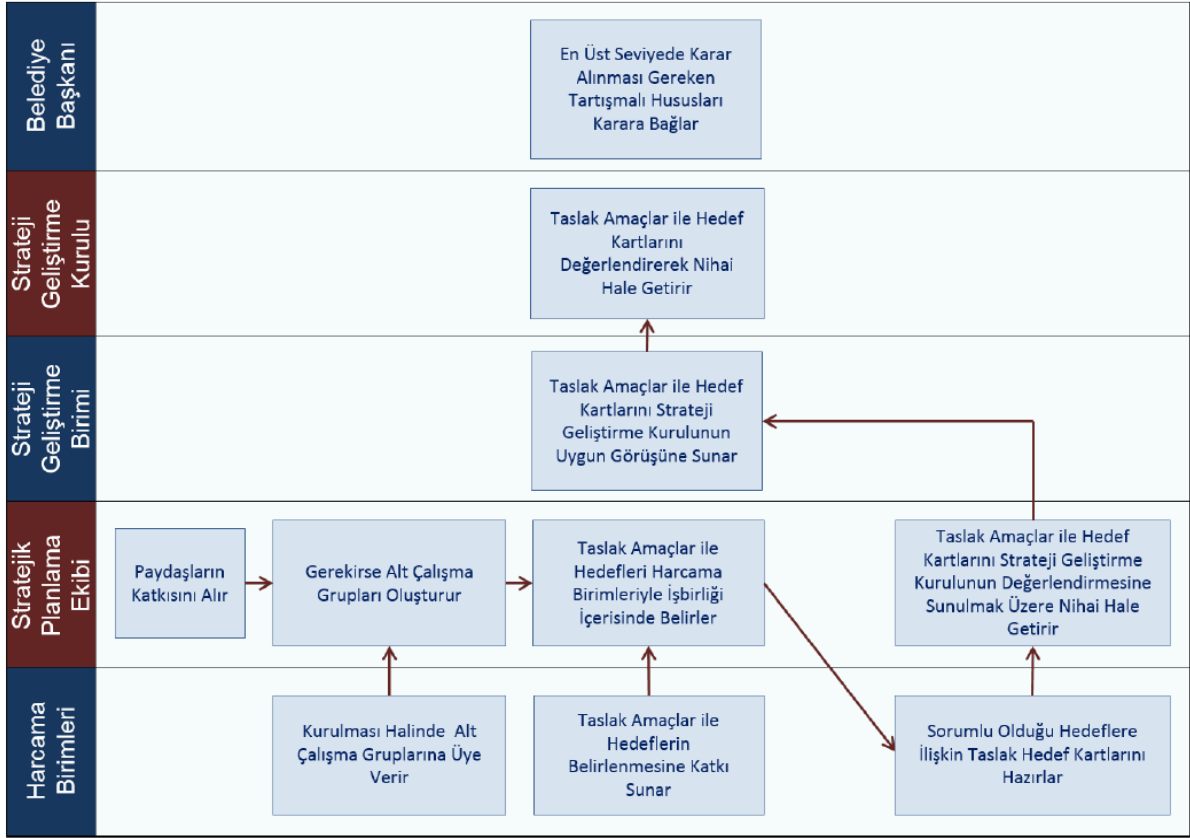 Belediye
Başkanı
En Üst Seviyede Karar
Alınması Gereken
Tartışmalı Hususları
Karara Bağlar
Strateji
Geliştirme
Kurulu
Taslak Amaçlar ile Hedef
Kartlarını
Değerlendirerek Nihai
Hale Getirir
Strateji
Geliştirme
Birimi
Taslak Amaçlar ile Hedef
Kartlarını Strateji
Geliştirme Kurulunun
Uygun Görüşüne Sunar
Stratejik
Planlama
Ekibi
Paydaşların
Katkısını Alır
Gerekirse Alt Çalışma
Grupları Oluşturur
Taslak Amaçlar ile
Hedefleri Harcama
Birimleriyle İşbirliği
İçerisinde Belirler
Taslak Amaçlar ile Hedef
Kartlarını Strateji Geliştirme
Kurulunun Değerlendirmesine
Sunulmak Üzere Nihai Hale
Getirir
Harcama
Birimleri
Kurulması Halinde Alt
Çalışma Gruplarına Üye
Verir
Taslak Amaçlar ile
Hedeflerin
Belirlenmesine Katkı
Sunar
Sorumlu Olduğu Hedeflere
İlişkin Taslak Hedef Kartlarını
Hazırlar